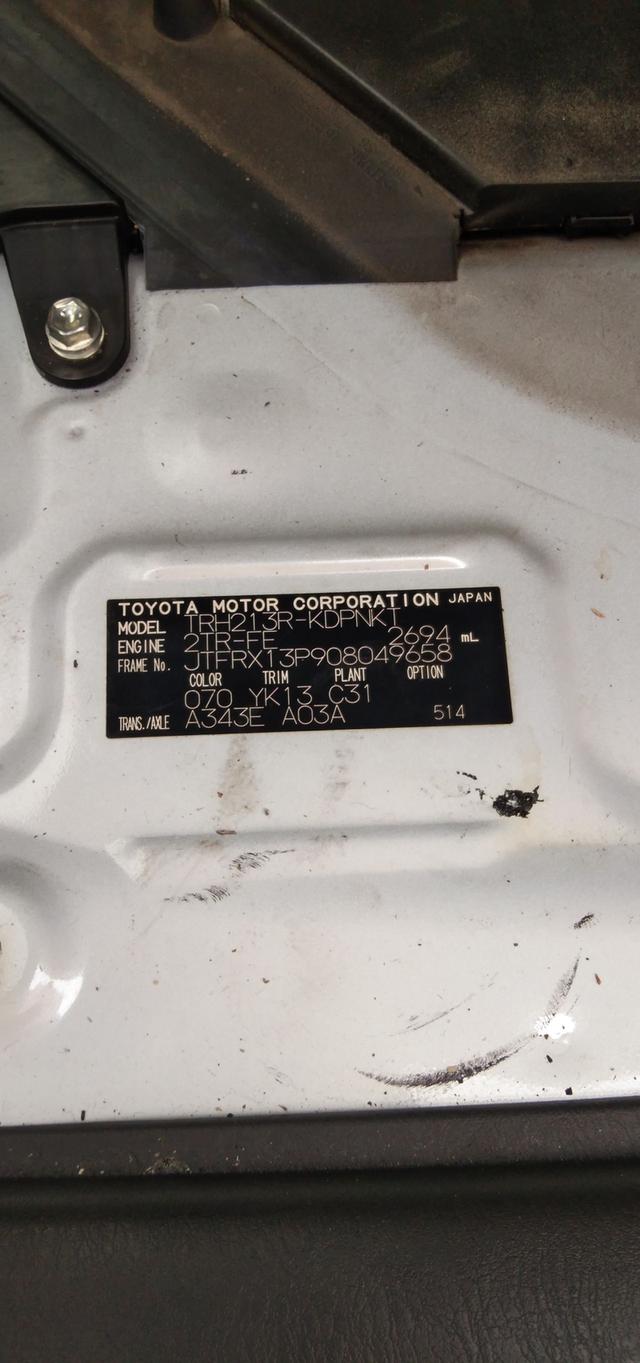 TOYOTA MOTOR CORPORATION JAPAN
MODEL TRH213R-KDPNKT
ENGINE 2TR-FE 2694 mL
FRAME No. JTFRX13P908049658
COLOR TRIM PLANT OPTION
070 YK13 C31
TRANS./AXLE A343E A03A 514